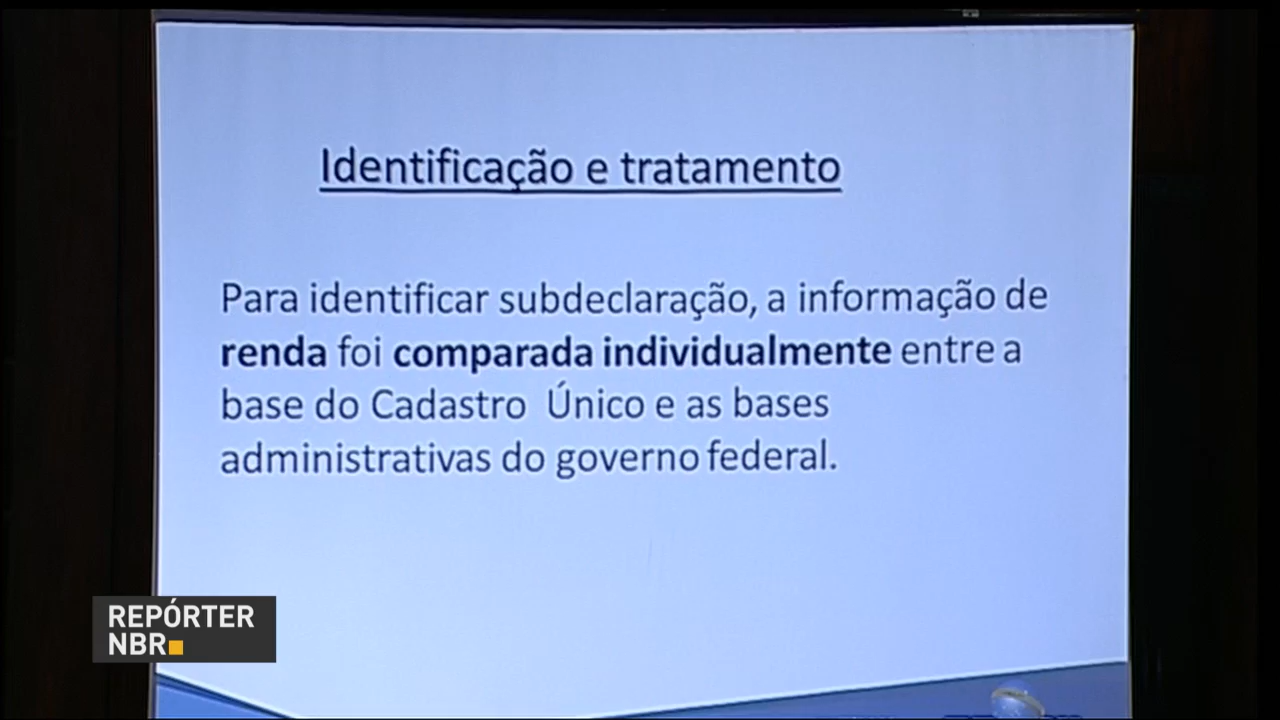 Identificação e tratamento
Para identificar subdeclaração, a informação de
renda foi comparada individualmente entre a
base do Cadastro Único e as bases
administrativas do governo federal.
REPÓRTER
NBR